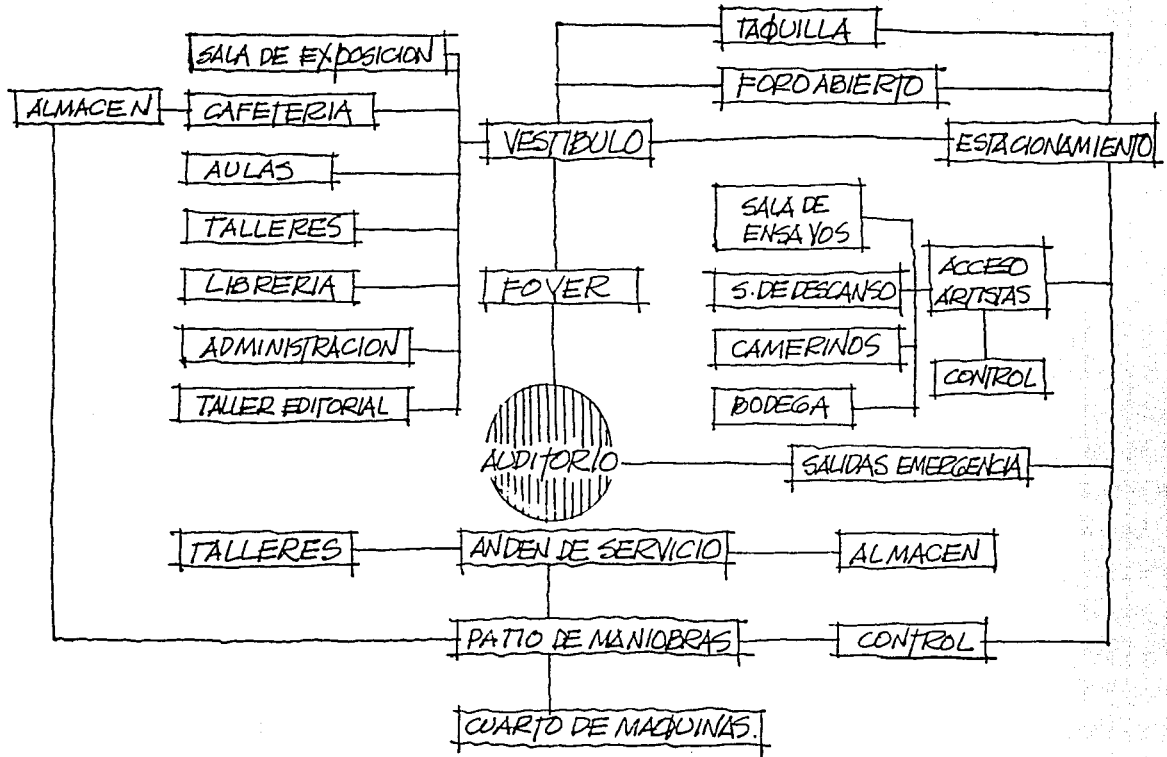 TAQUILLA
SALA DE EXPOSICION
FORO ABIERTO
ALMACEN
CAFETERIA
VESTIBULO
ESTACIONAMIENTO
AULAS
SALA DE
ENSAYOS
TALLERES
ACCESO
ARTISTAS
LIBRERIA
FOYER
S. DE DESCANSO
ADMINISTRACION
CAMERINOS
CONTROL
TALLER EDITORIAL
BODEGA
AUDITORIO
SALIDAS EMERGENCIA
TALLERES
ANDEN DE SERVICIO
ALMACEN
PATIO DE MANIOBRAS
CONTROL
CUARTO DE MAQUINAS.